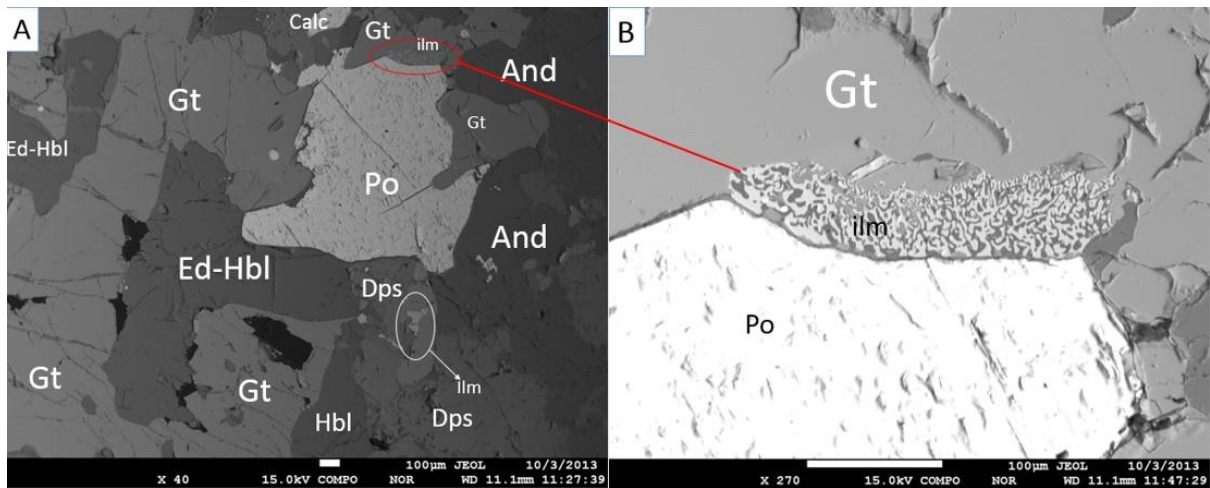 A
Calc
Gt
ilm
And
Gt
Gt
Ed-Hbl
Po
And
Ed-Hbl
Dps
ilm
Gt
Gt
Hbl
Dps
100μm JEOL 10/3/2013
X 40 15.0kV COMPO NOR WD 11.1mm 11:27:39
B
Gt
ilm
Po
100μm JEOL 10/3/2013
X 270 15.0kV COMPO NOR WD 11.1mm 11:47:29